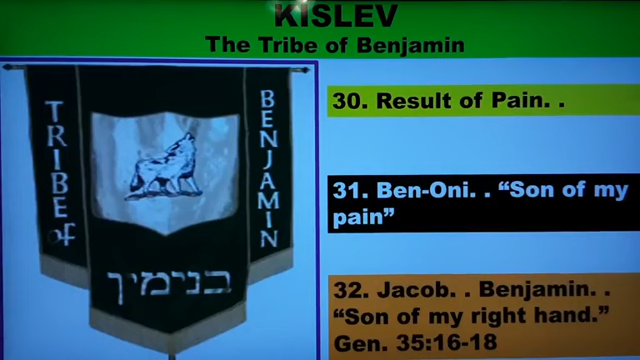 KISLEV
The Tribe of Benjamin
TRIBE of
BENJAMIN
בנימין
30. Result of Pain. .
31. Ben-Oni. . “Son of my
pain”
32. Jacob. . Benjamin. .
“Son of my right hand.”
Gen. 35:16-18